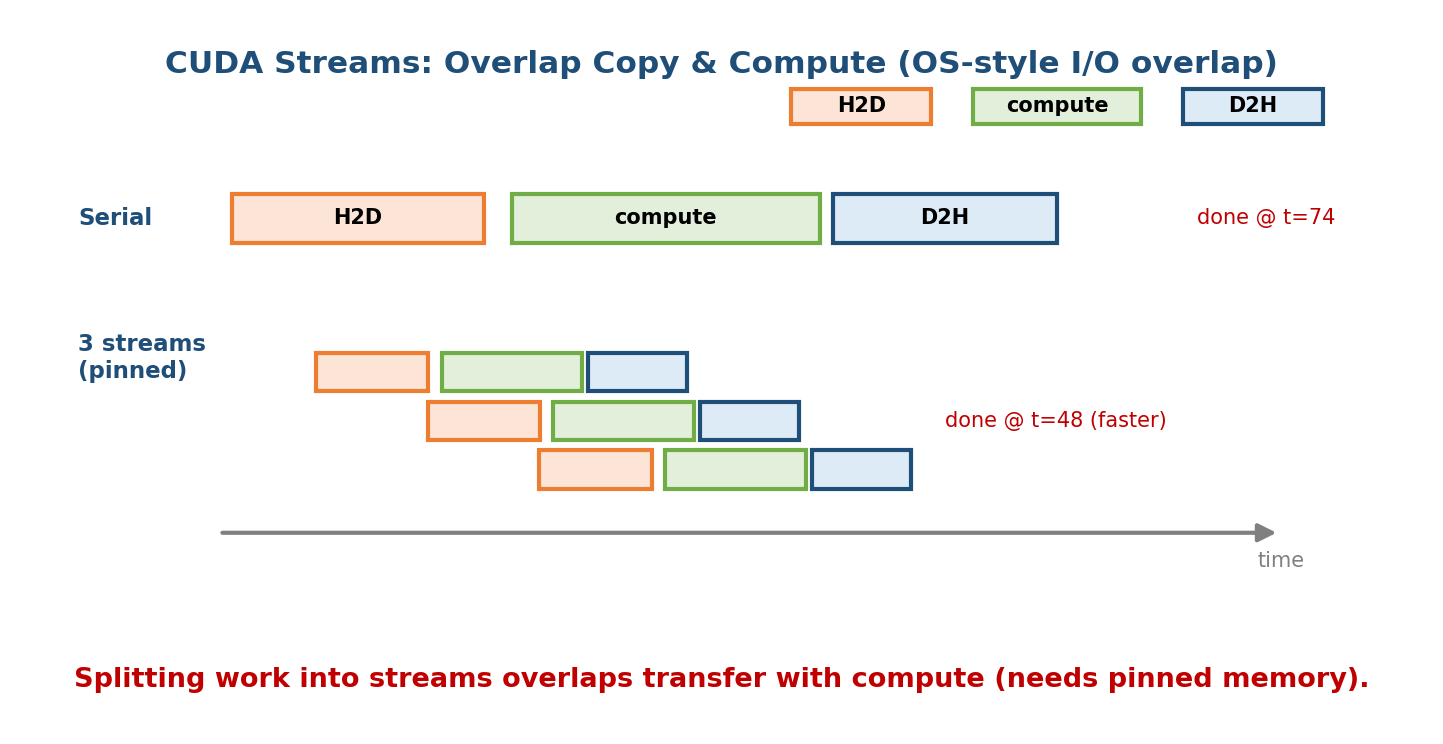 CUDA Streams: Overlap Copy & Compute (OS-style I/O overlap)
H2D compute D2H
Serial H2D compute D2H done @ t=74
3 streams
(pinned)
done @ t=48 (faster)
time
Splitting work into streams overlaps transfer with compute (needs pinned memory).